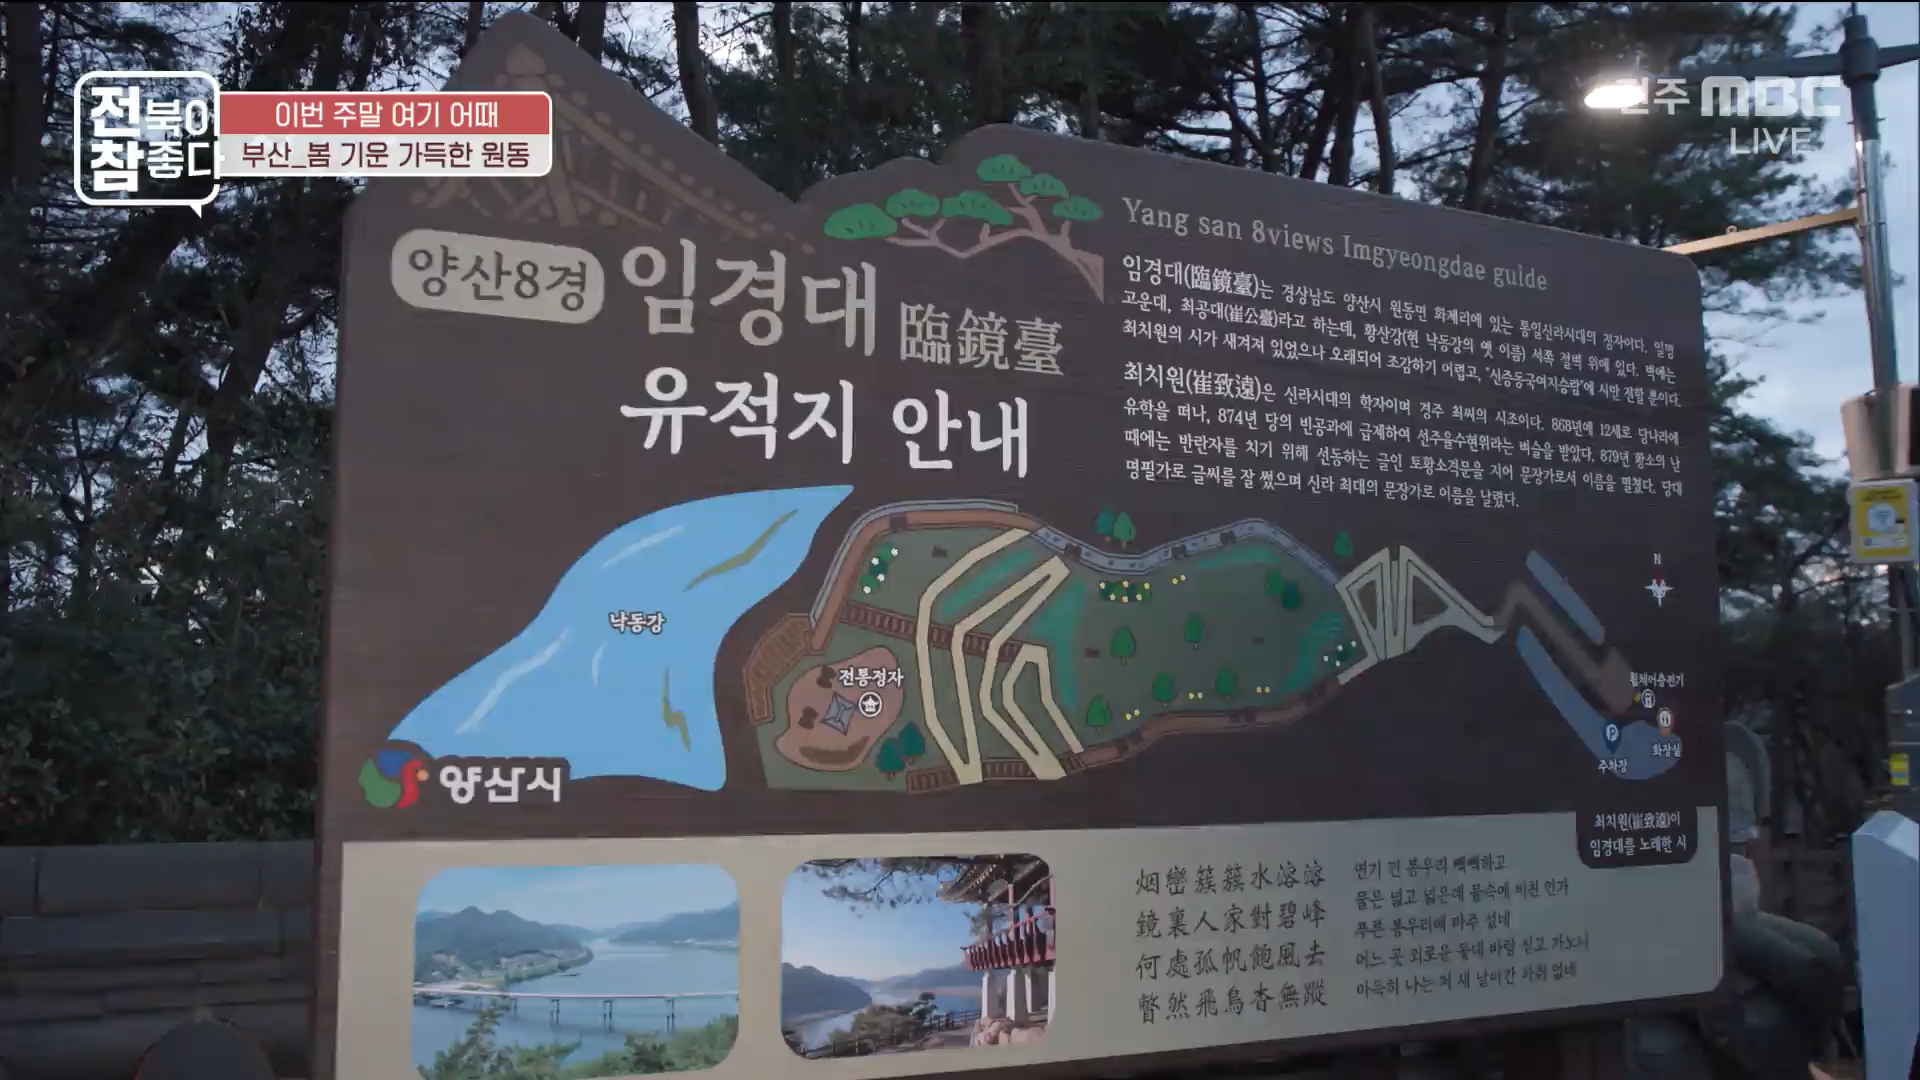 전북이
참좋다
이번 주말 여기 어때
부산_봄 기운 가득한 원동
전주 MBC
LIVE
양산8경 임경대 臨鏡臺
유적지 안내
Yang san 8views Imgyeongdae guide
임경대(臨鏡臺)는 경상남도 양산시 원동면 화제리에 있는 통일신라시대의 정자이다. 일명
고운대, 최공대(崔公臺)라고 하는데, 황산강(현 낙동강의 옛 이름) 서쪽 절벽 위에 있다. 벽에는
최치원의 시가 새겨져 있었으나 오래되어 조감하기 어렵고, '신증동국여지승람'에 시만 전할 뿐이다.
최치원(崔致遠)은 신라시대의 학자이며 경주 최씨의 시조이다. 868년에 12세로 당나라에
유학을 떠나, 874년 당의 빈공과에 급제하여 선주율수현위라는 벼슬을 받았다. 879년 황소의 난
때에는 반란자를 치기 위해 선동하는 글인 토황소격문을 지어 문장가로서 이름을 떨쳤다. 당대
명필가로 글씨를 잘 썼으며 신라 최대의 문장가로 이름을 날렸다.
N
낙동강
전통정자
휠체어충전기
P
화장실
주차장
양산시
최치원(崔致遠)이
임경대를 노래한 시
烟巒簇簇水溶溶
鏡裏人家對碧峰
何處孤帆飽風去
瞥然飛鳥杳無蹤
연기 낀 봉우리 빽빽하고
물은 넓고 넓은데 물속에 비친 인가
푸른 봉우리에 마주 섰네
어느 곳 외로운 돛대 바람 싣고 가노니
아득히 나는 저 새 날아간 자취 없네